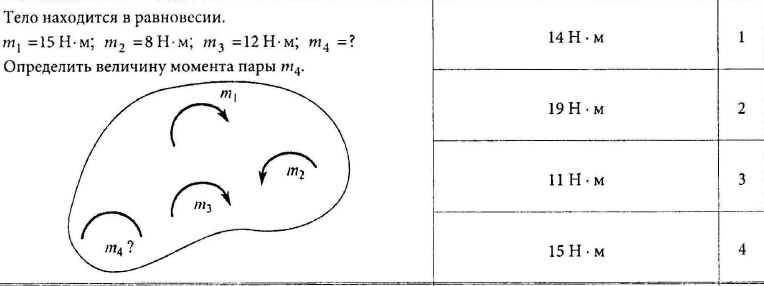 Тело находится в равновесии.
m₁ =15 Н·м; m₂ =8 Н·м; m₃ =12 Н·м; m₄ =?
Определить величину момента пары m₄.
m₁
m₂
m₃
m₄ ?
14 Н · м 1
19 Н · м 2
11 Н · м 3
15 Н · м 4